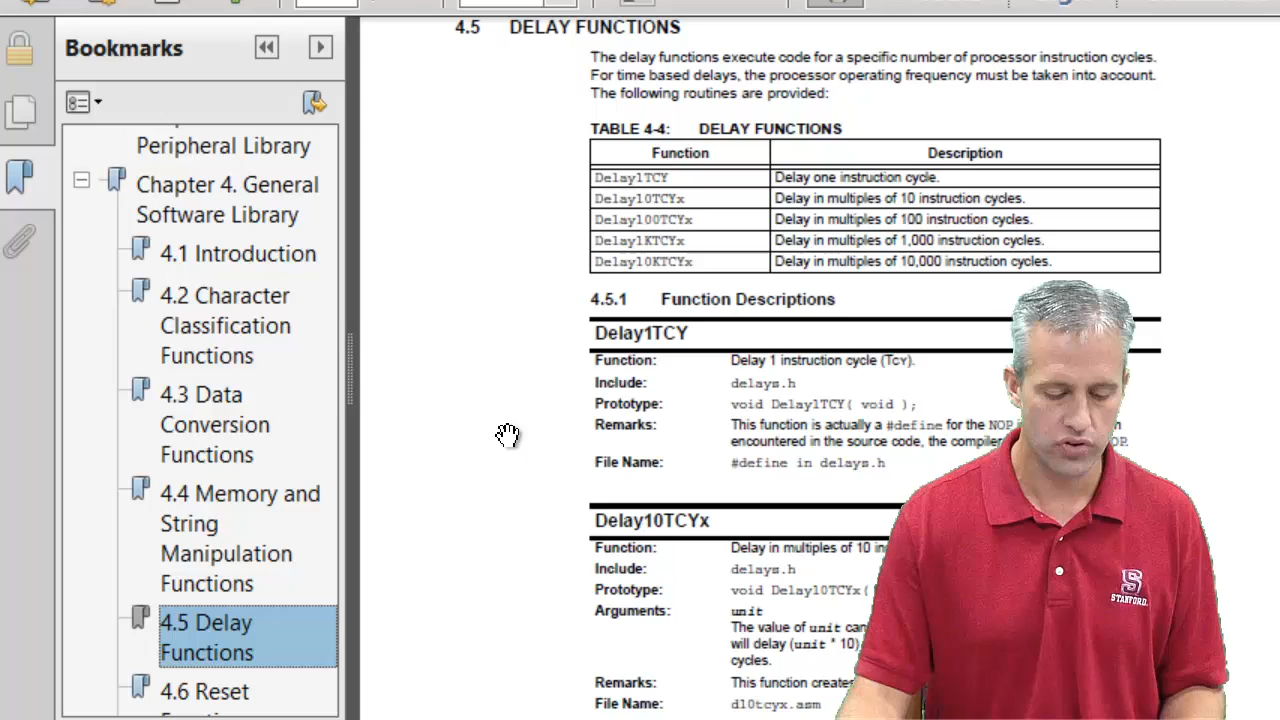 Bookmarks
Peripheral Library
Chapter 4. General
Software Library
4.1 Introduction
4.2 Character
Classification
Functions
4.3 Data
Conversion
Functions
4.4 Memory and
String
Manipulation
Functions
4.5 Delay
Functions
4.6 Reset
4.5 DELAY FUNCTIONS
The delay functions execute code for a specific number of processor instruction cycles.
For time based delays, the processor operating frequency must be taken into account.
The following routines are provided:
TABLE 4-4: DELAY FUNCTIONS
Function Description
Delay1TCY Delay one instruction cycle.
Delay10TCYx Delay in multiples of 10 instruction cycles.
Delay100TCYx Delay in multiples of 100 instruction cycles.
Delay1KTCYx Delay in multiples of 1,000 instruction cycles.
Delay10KTCYx Delay in multiples of 10,000 instruction cycles.
4.5.1 Function Descriptions
Delay1TCY
Function: Delay 1 instruction cycle (TCY).
Include: delays.h
Prototype: void Delay1TCY( void );
Remarks: This function is actually a #define for the NOP
encountered in the source code, the compiler
File Name: #define in delays.h
Delay10TCYx
Function: Delay in multiples of 10
Include: delays.h
Prototype: void Delay10TCYx(
Arguments: unit
The value of unit can
will delay (unit * 10)
cycles.
Remarks: This function creates
File Name: d10tcyx.asm
S
STANFORD